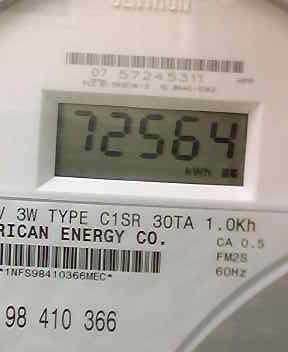 07 57245311
72564
kWh
V 3W TYPE C1SR 30TA 1.0Kh
RICAN ENERGY CO.
CA 0.5
FM2S
60Hz
*1NFS98410366MEC*
98 410 366